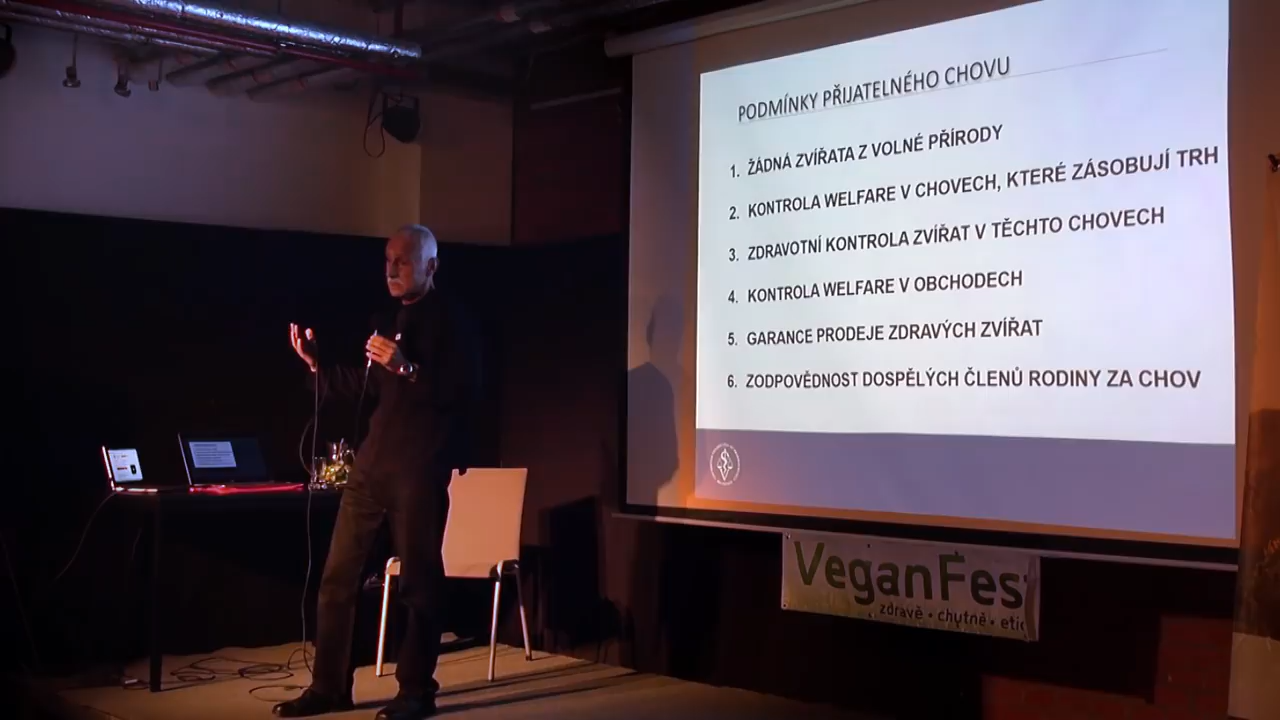 PODMÍNKY PŘIJATELNÉHO CHOVU
1. ŽÁDNÁ ZVÍŘATA Z VOLNÉ PŘÍRODY
2. KONTROLA WELFARE V CHOVECH, KTERÉ ZÁSOBUJÍ TRH
3. ZDRAVOTNÍ KONTROLA ZVÍŘAT V TĚCHTO CHOVECH
4. KONTROLA WELFARE V OBCHODECH
5. GARANCE PRODEJE ZDRAVÝCH ZVÍŘAT
6. ZODPOVĚDNOST DOSPĚLÝCH ČLENŮ RODINY ZA CHOV
VeganFes
zdravě • chutně • etic